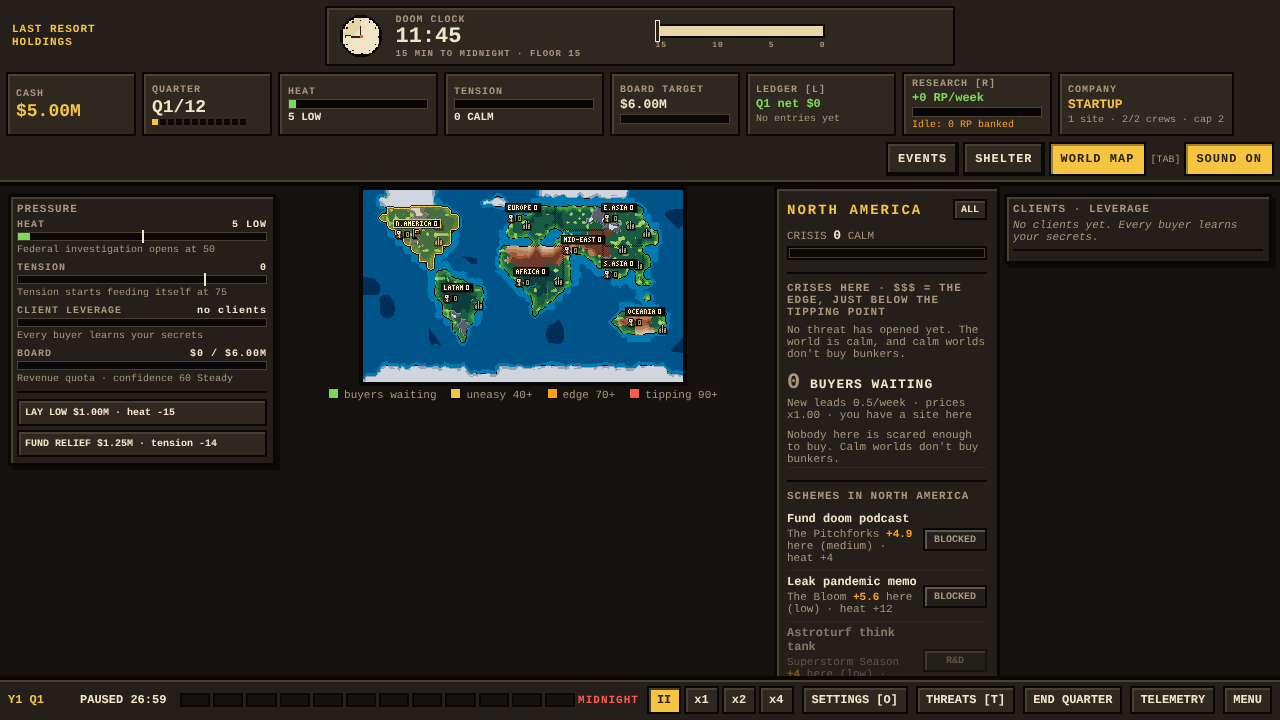 LAST RESORT
HOLDINGS
DOOM CLOCK
11:45
15 MIN TO MIDNIGHT · FLOOR 15
15 10 5 0
CASH
$5.00M
QUARTER
Q1/12
HEAT
5 LOW
TENSION
0 CALM
BOARD TARGET
$6.00M
LEDGER [L]
Q1 net $0
No entries yet
RESEARCH [R]
+0 RP/week
Idle: 0 RP banked
COMPANY
STARTUP
1 site · 2/2 crews · cap 2
EVENTS
SHELTER
WORLD MAP
[TAB]
SOUND ON
PRESSURE
HEAT 5 LOW
Federal investigation opens at 50
TENSION 0
Tension starts feeding itself at 75
CLIENT LEVERAGE no clients
Every buyer learns your secrets
BOARD $0 / $6.00M
Revenue quota · confidence 60 Steady
LAY LOW $1.00M · heat -15
FUND RELIEF $1.25M · tension -14
N.AMERICA 0
EUROPE 0
E.ASIA 0
MID-EAST 0
S.ASIA 0
AFRICA 0
LATAM 0
OCEANIA 0
buyers waiting
uneasy 40+
edge 70+
tipping 90+
NORTH AMERICA
ALL
CRISIS 0 CALM
CRISES HERE · $$$ = THE
EDGE, JUST BELOW THE
TIPPING POINT
No threat has opened yet. The
world is calm, and calm worlds
don't buy bunkers.
0 BUYERS WAITING
New leads 0.5/week · prices
x1.00 · you have a site here
Nobody here is scared enough
to buy. Calm worlds don't buy
bunkers.
SCHEMES IN NORTH AMERICA
Fund doom podcast
The Pitchforks +4.9
here (medium) ·
heat +4
BLOCKED
Leak pandemic memo
The Bloom +5.6 here
(low) · heat +12
BLOCKED
Astroturf think
tank
Superstorm Season
+4 here (low) ·
R&D
CLIENTS · LEVERAGE
No clients yet. Every buyer learns
your secrets.
Y1 Q1
PAUSED 26:59
MIDNIGHT
II
x1
x2
x4
SETTINGS [O]
THREATS [T]
END QUARTER
TELEMETRY
MENU